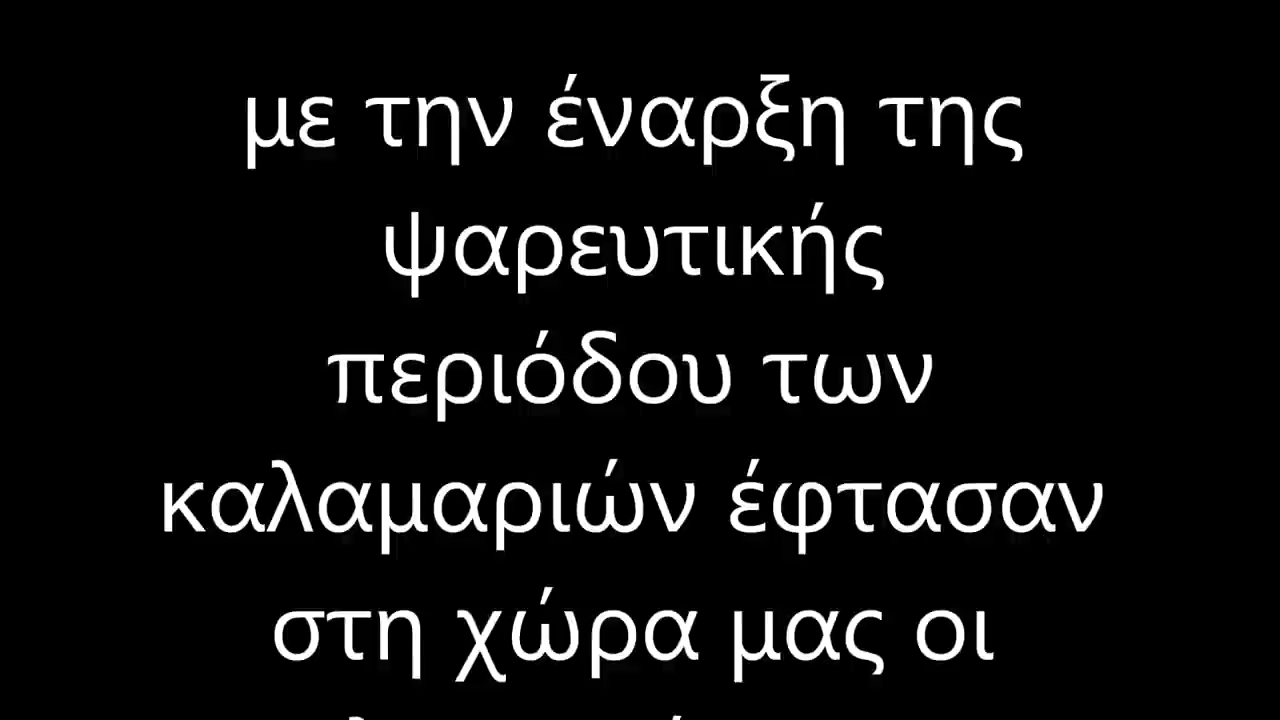 με την έναρξη της
ψαρευτικής
περιόδου των
καλαμαριών έφτασαν
στη χώρα μας οι